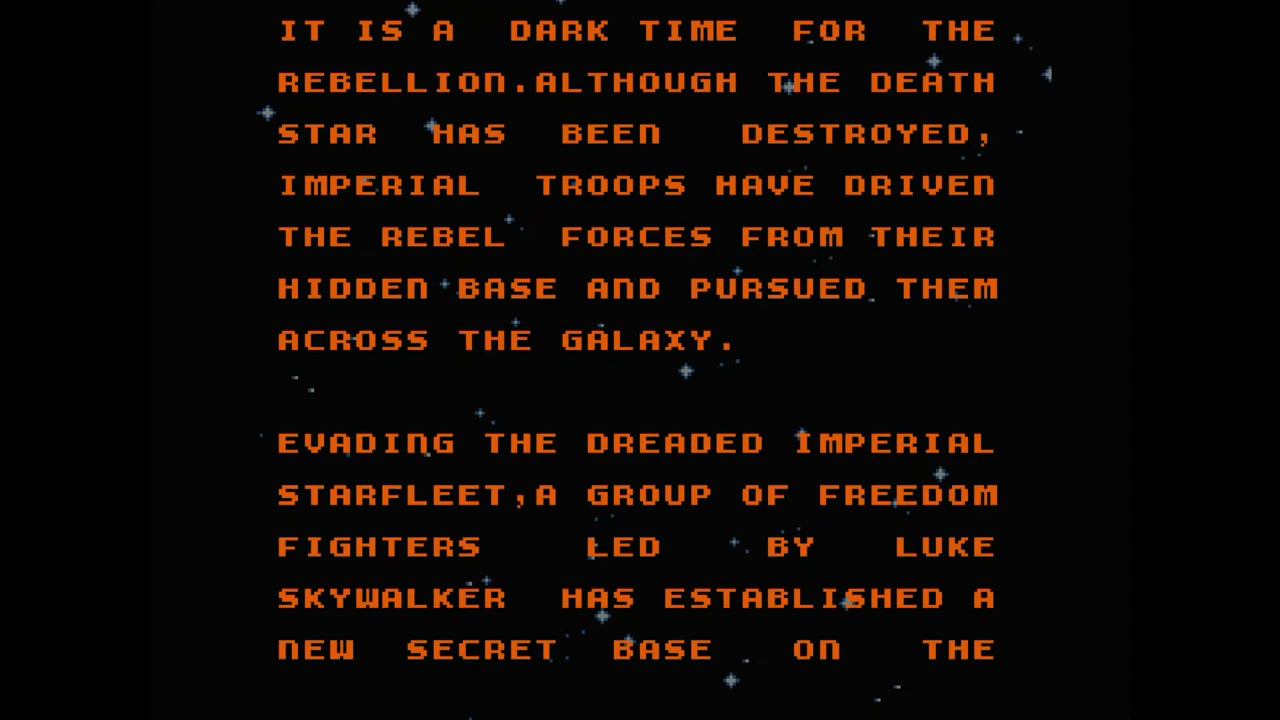 IT IS A DARK TIME FOR THE
REBELLION.ALTHOUGH THE DEATH
STAR HAS BEEN DESTROYED,
IMPERIAL TROOPS HAVE DRIVEN
THE REBEL FORCES FROM THEIR
HIDDEN BASE AND PURSUED THEM
ACROSS THE GALAXY.
EVADING THE DREADED IMPERIAL
STARFLEET,A GROUP OF FREEDOM
FIGHTERS LED BY LUKE
SKYWALKER HAS ESTABLISHED A
NEW SECRET BASE ON THE